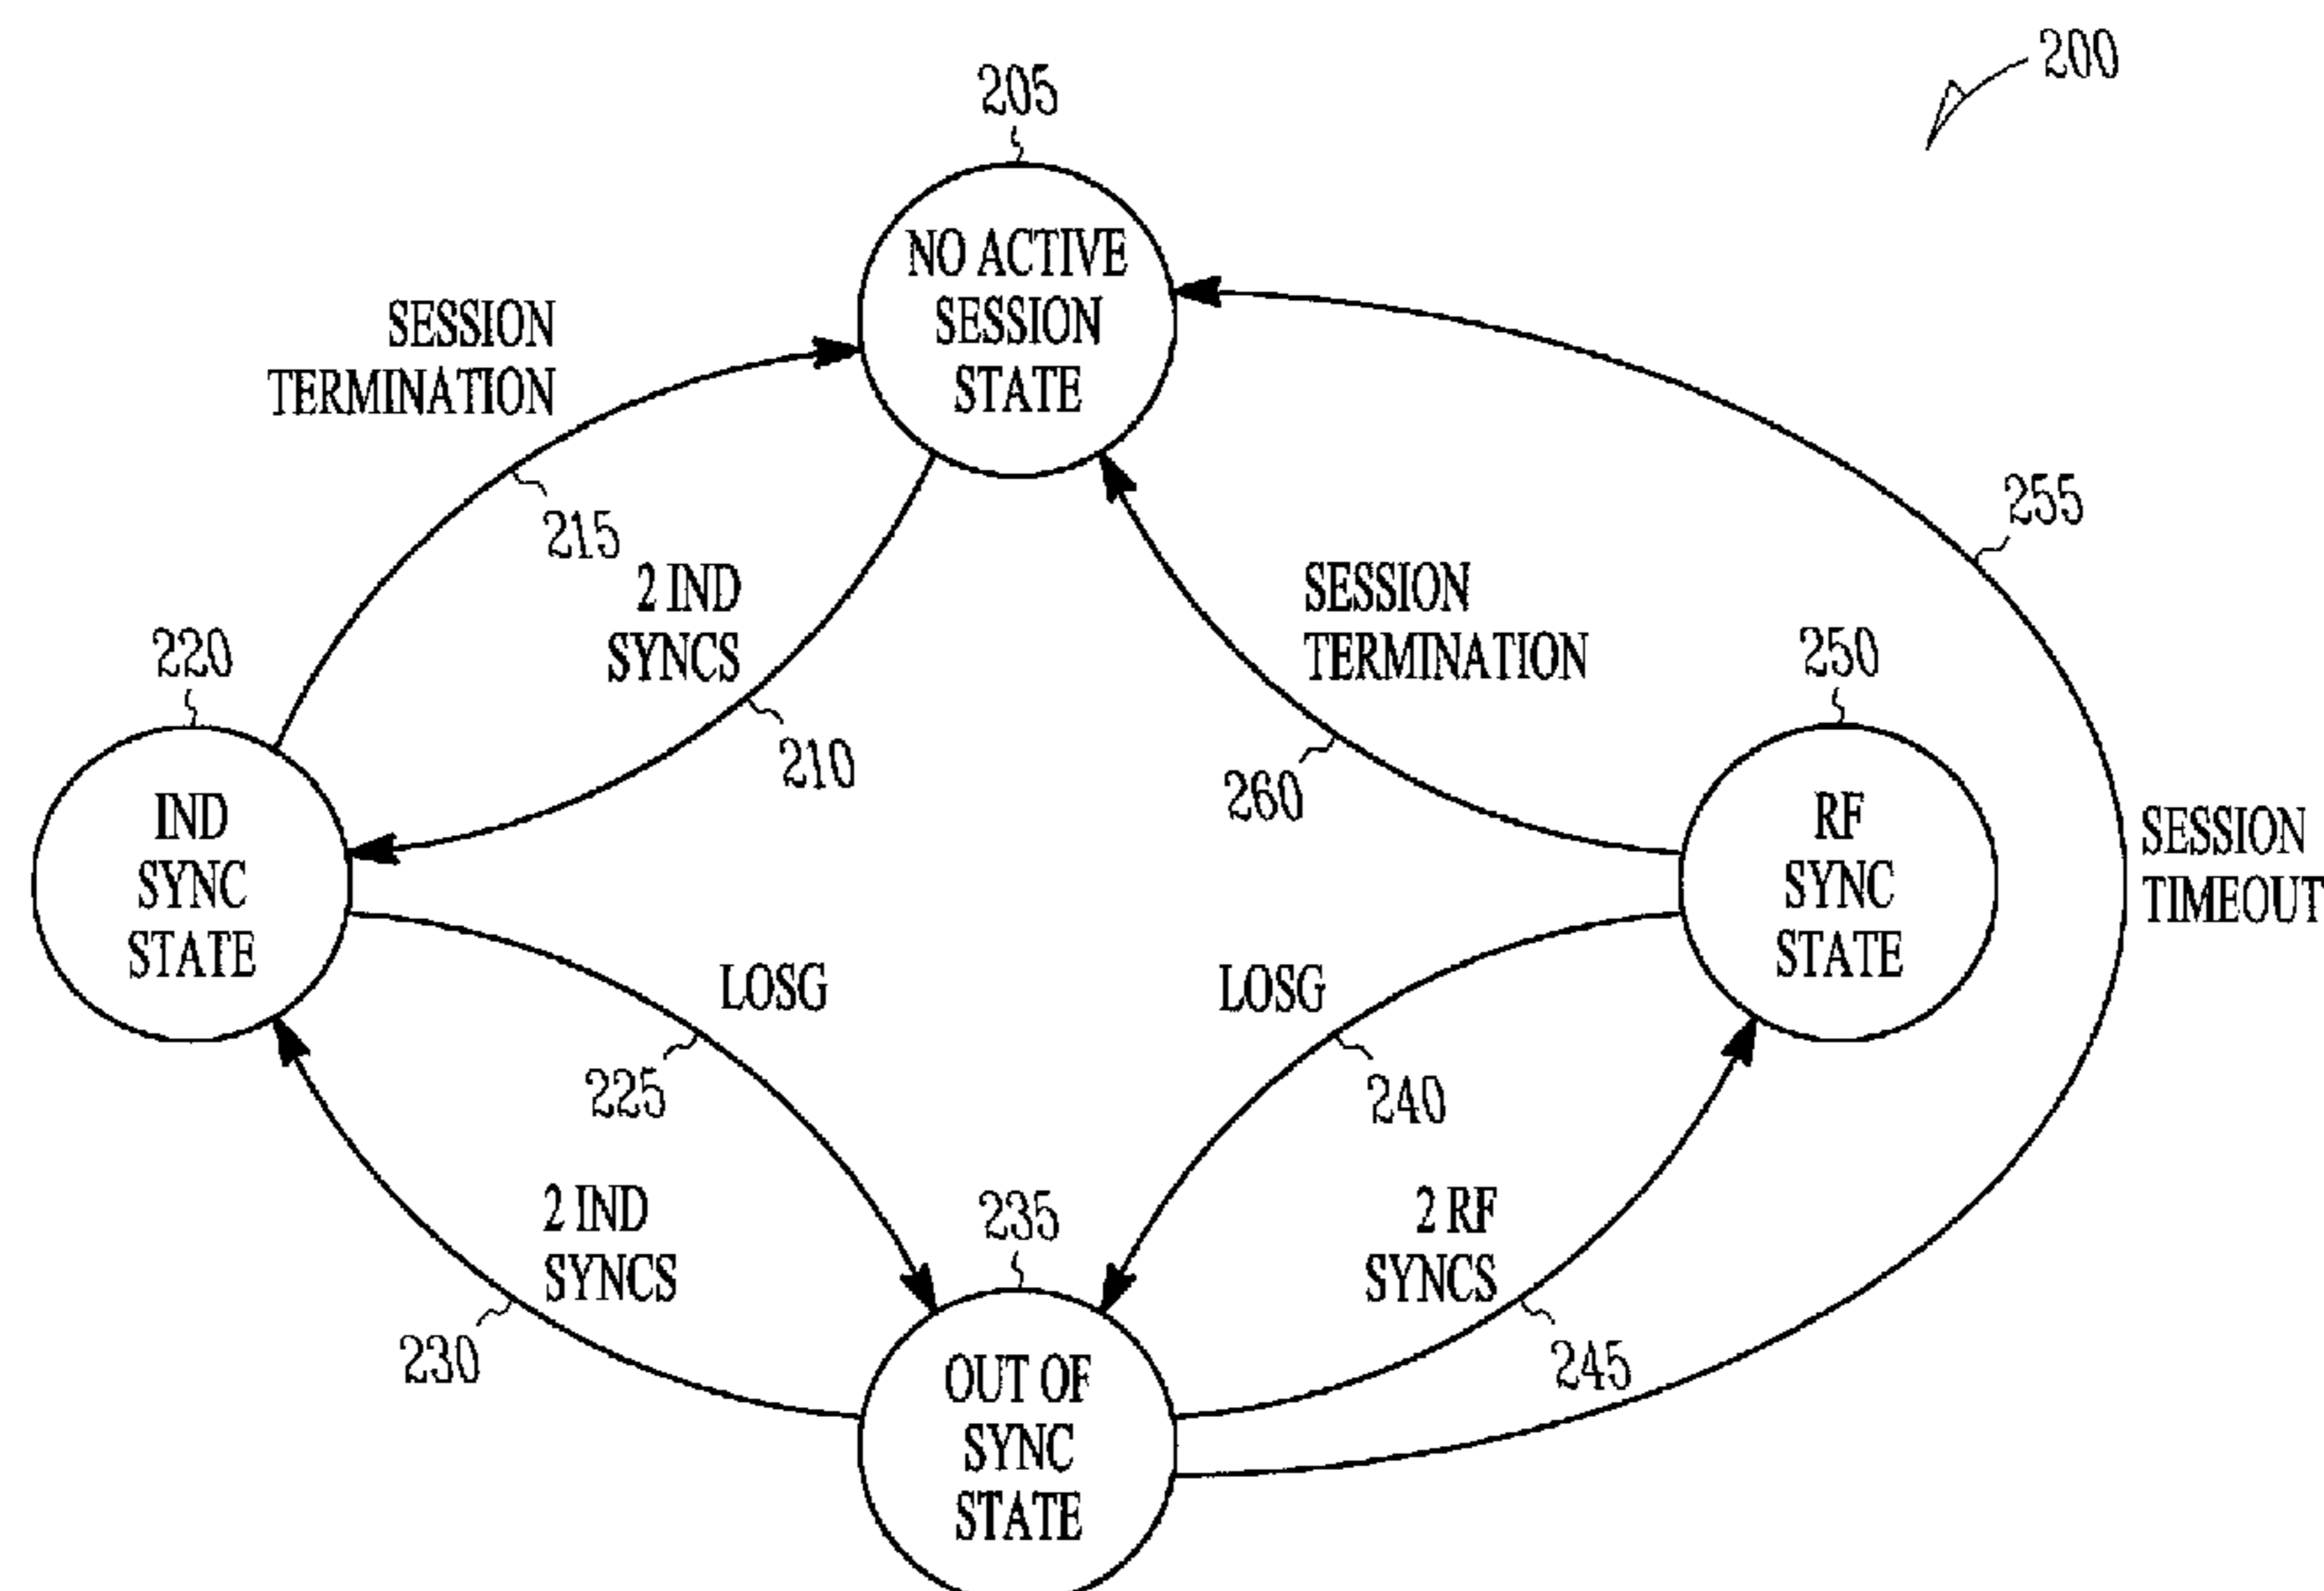 200
205
NO ACTIVE
SESSION
STATE
SESSION
TERMINATION
215
2 IND
SYNCS
210
255
SESSION
TERMINATION
260
220
IND
SYNC
STATE
250
RF
SYNC
STATE
SESSION
TIMEOUT
LOSG
225
LOSG
240
2 IND
SYNCS
230
235
OUT OF
SYNC
STATE
2 RF
SYNCS
245